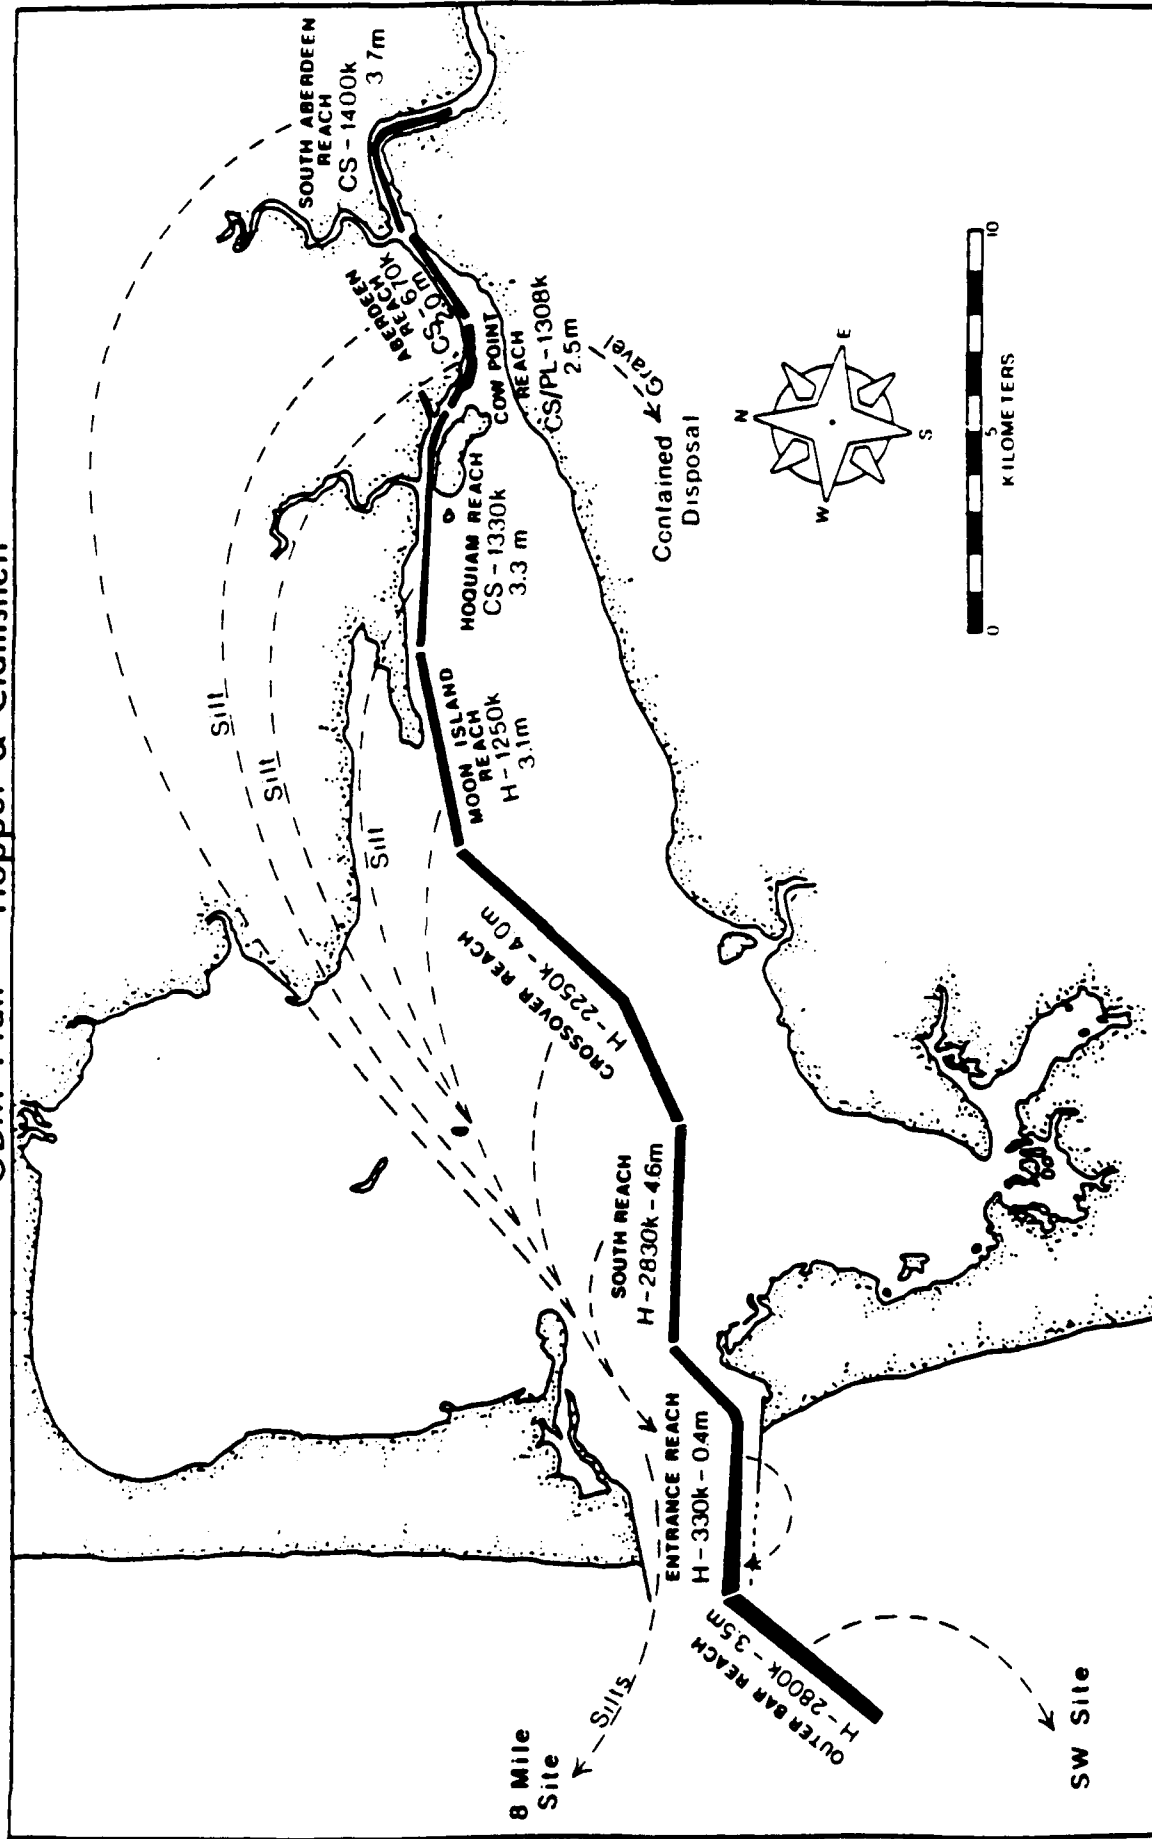 Hopper & Clamshell
SOUTH ABERDEEN
REACH
CS - 1400k
3 7m
ABERDEEN
REACH
CS - 670k
2.0 m
COW POINT
REACH
CS/PL - 1308k
2.5m
Gravel
Contained
Disposal
HOQUIAM REACH
CS - 1330k
3.3 m
MOON ISLAND
REACH
H - 1250k
3.1m
Silt
Silt
Silt
CROSSOVER REACH
H - 2250k - 4 0m
SOUTH REACH
H - 2830k - 4.6m
ENTRANCE REACH
H - 330k - 0.4m
OUTER BAR REACH
H - 2800k - 3.5m
Silts
8 Mile
Site
SW Site
N
E
S
W
0
5
10
KILOMETERS